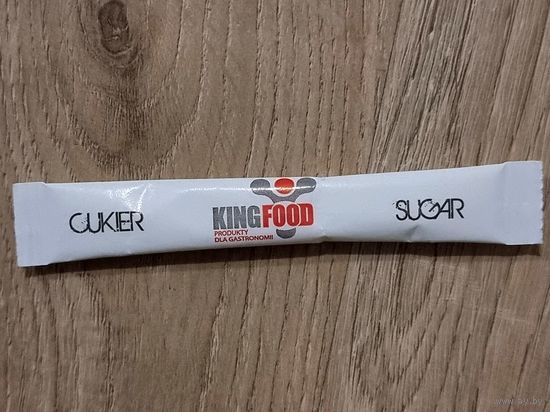 CUKIER
KINGFOOD
PRODUKTY
DLA GASTRONOMII
SUGAR